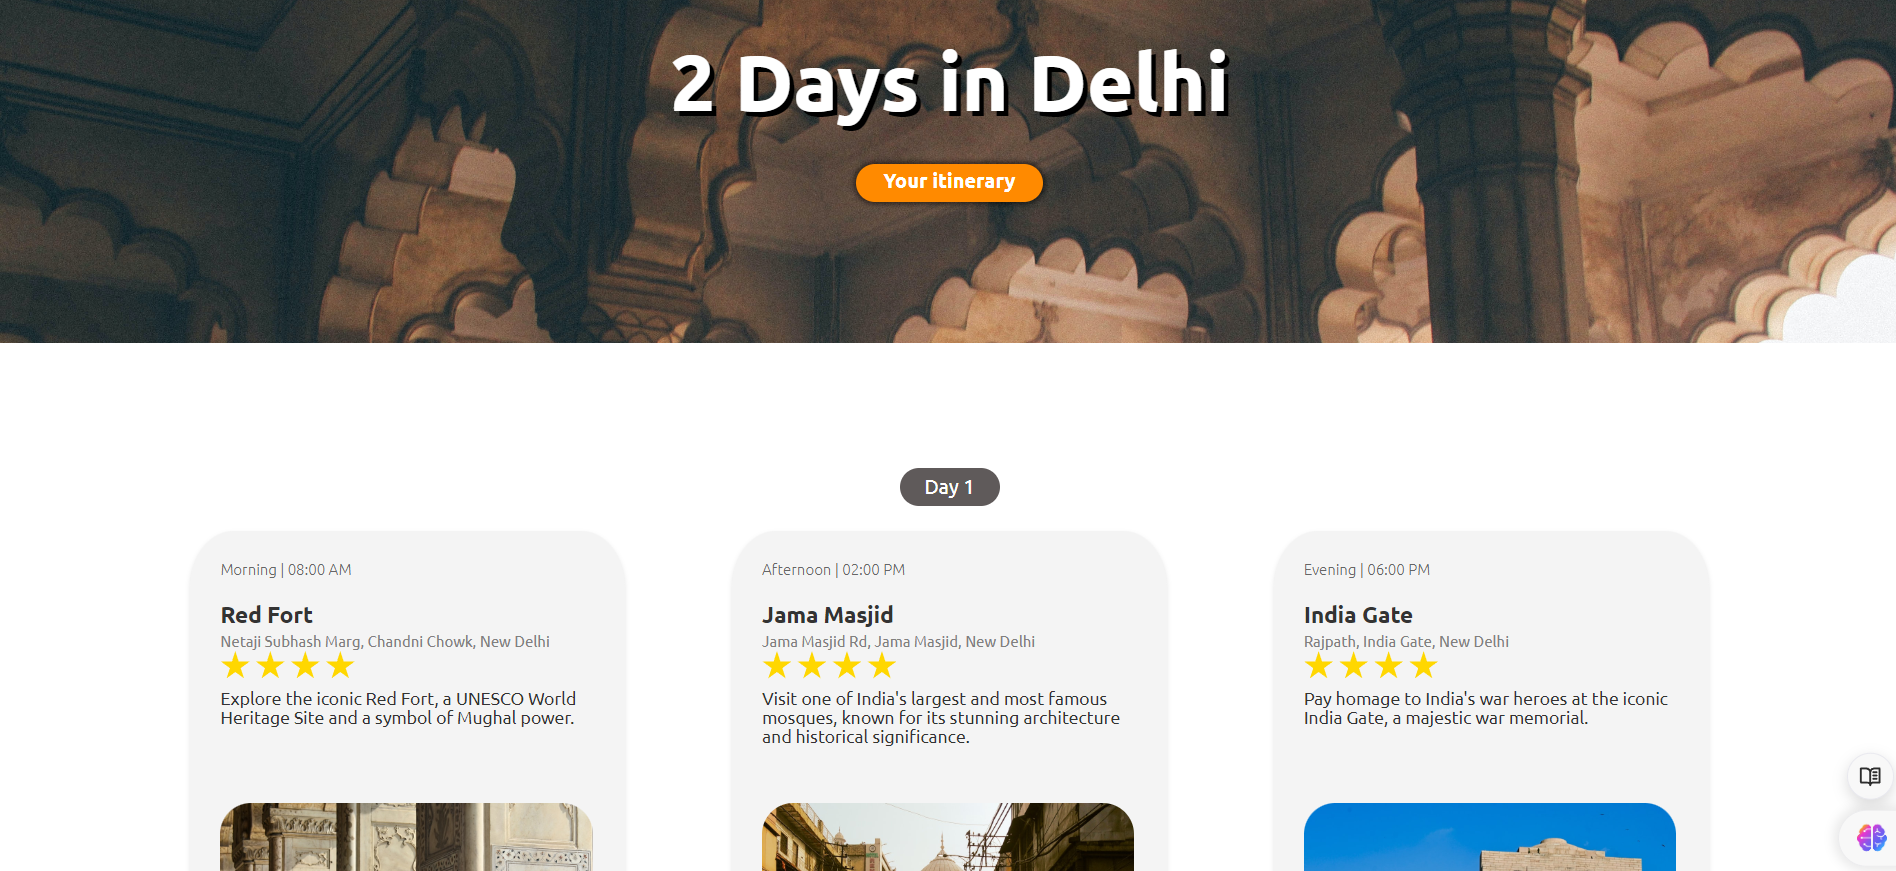 2 Days in Delhi
Your itinerary
Day 1
Morning | 08:00 AM
Red Fort
Netaji Subhash Marg, Chandni Chowk, New Delhi
Explore the iconic Red Fort, a UNESCO World
Heritage Site and a symbol of Mughal power.
Afternoon | 02:00 PM
Jama Masjid
Jama Masjid Rd, Jama Masjid, New Delhi
Visit one of India's largest and most famous
mosques, known for its stunning architecture
and historical significance.
Evening | 06:00 PM
India Gate
Rajpath, India Gate, New Delhi
Pay homage to India's war heroes at the iconic
India Gate, a majestic war memorial.